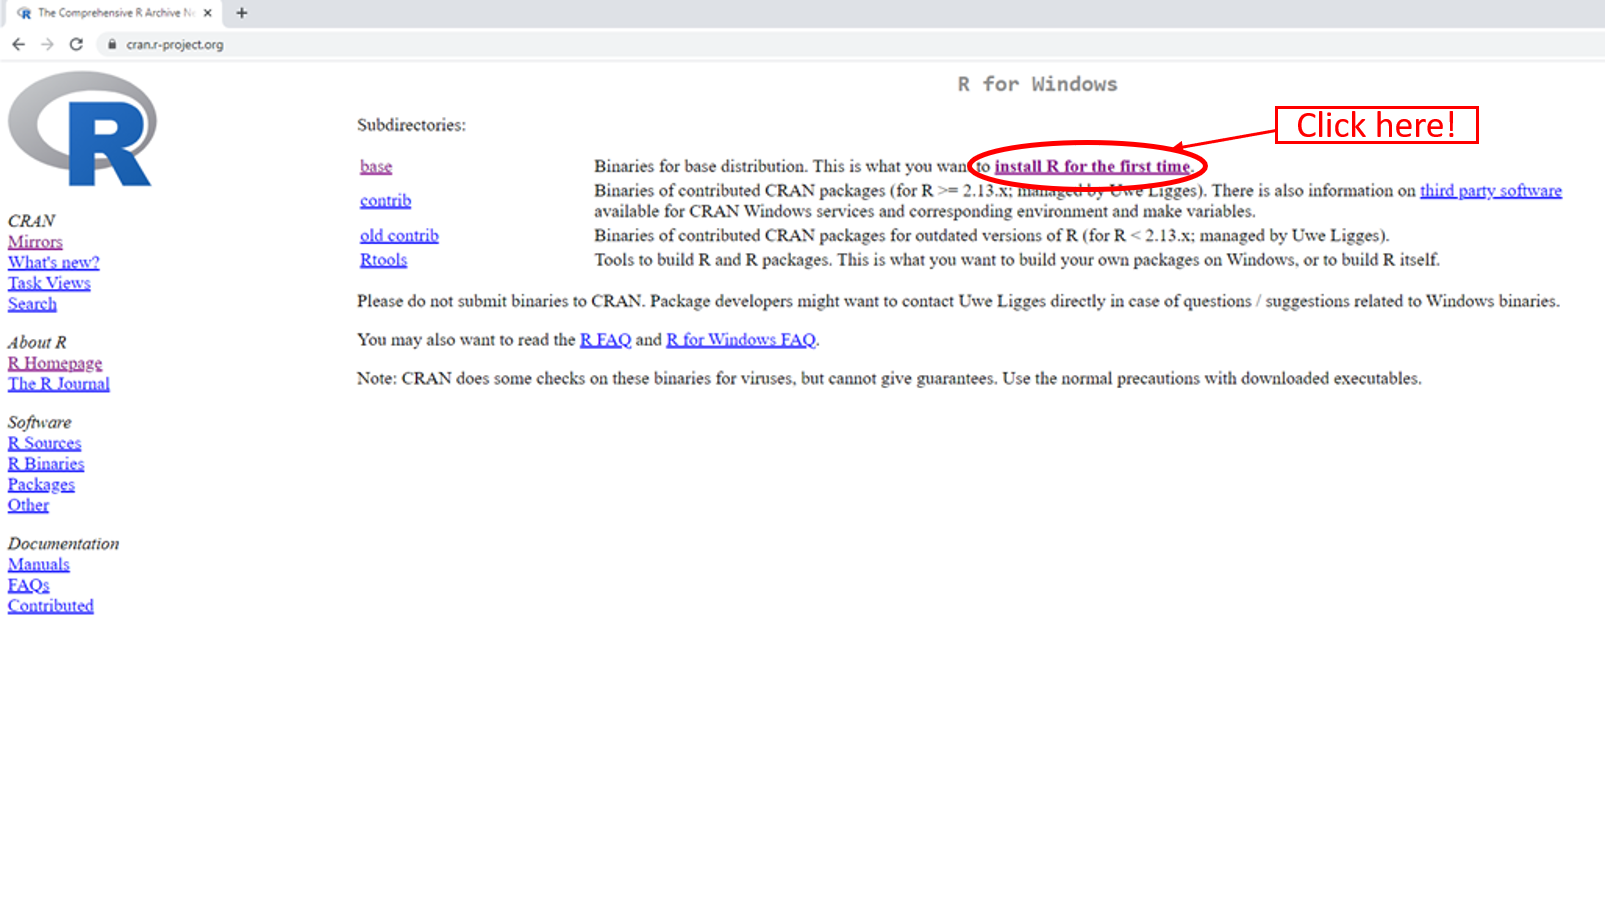 The Comprehensive R Archive Ne
cran.r-project.org
R
R for Windows
Click here!
Subdirectories:
base Binaries for base distribution. This is what you want to install R for the first time.
contrib Binaries of contributed CRAN packages (for R >= 2.13.x; managed by Uwe Ligges). There is also information on third party software
available for CRAN Windows services and corresponding environment and make variables.
old contrib Binaries of contributed CRAN packages for outdated versions of R (for R < 2.13.x; managed by Uwe Ligges).
Rtools Tools to build R and R packages. This is what you want to build your own packages on Windows, or to build R itself.
Please do not submit binaries to CRAN. Package developers might want to contact Uwe Ligges directly in case of questions / suggestions related to Windows binaries.
You may also want to read the R FAQ and R for Windows FAQ.
Note: CRAN does some checks on these binaries for viruses, but cannot give guarantees. Use the normal precautions with downloaded executables.
CRAN
Mirrors
What's new?
Task Views
Search
About R
R Homepage
The R Journal
Software
R Sources
R Binaries
Packages
Other
Documentation
Manuals
FAQs
Contributed